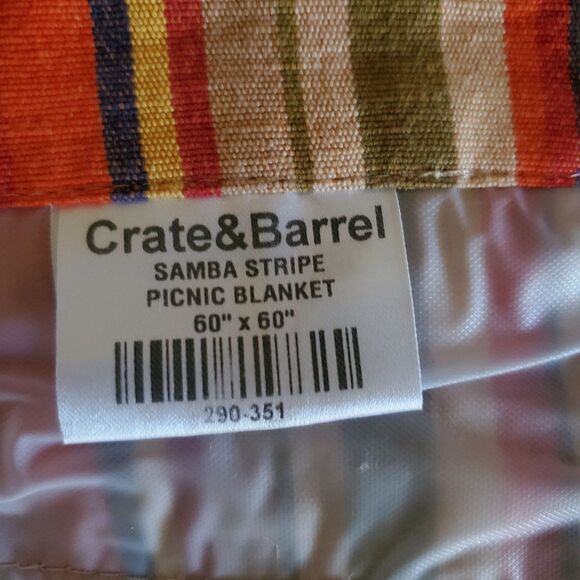 Crate&Barrel
SAMBA STRIPE
PICNIC BLANKET
60" x 60"
290-351